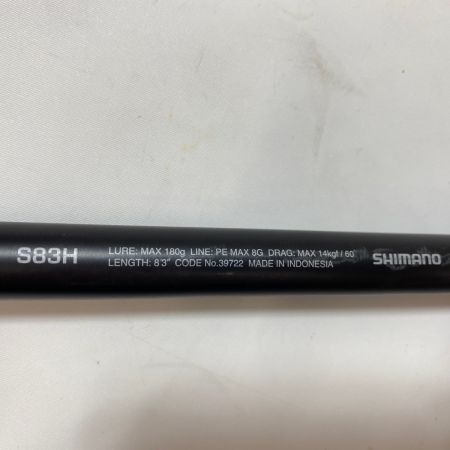 S83H
LURE: MAX 180g LINE: PE MAX 8G DRAG: MAX 14kgf / 60°
LENGTH: 8'3" CODE No.39722 MADE IN INDONESIA
SHIMANO